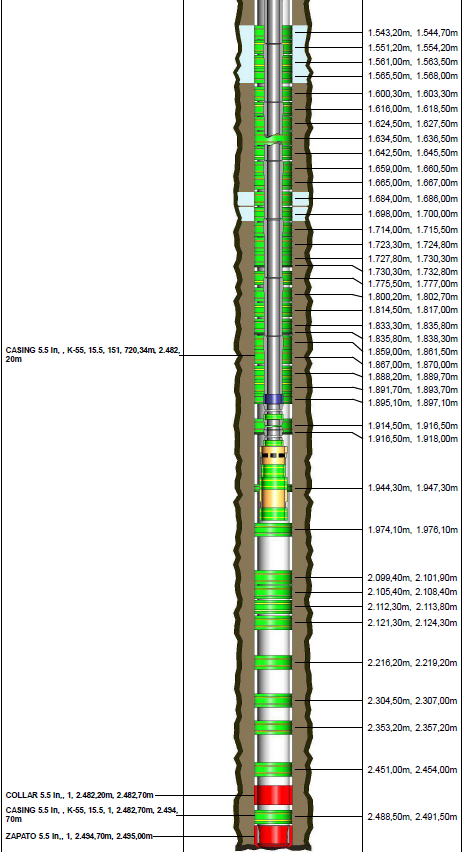 1.543,20m, 1.544,70m
1.551,20m, 1.554,20m
1.561,00m, 1.563,50m
1.565,50m, 1.568,00m
1.600,30m, 1.603,30m
1.616,00m, 1.618,50m
1.624,50m, 1.627,50m
1.634,50m, 1.636,50m
1.642,50m, 1.645,50m
1.659,00m, 1.660,50m
1.665,00m, 1.667,00m
1.684,00m, 1.686,00m
1.698,00m, 1.700,00m
1.714,00m, 1.715,50m
1.723,30m, 1.724,80m
1.727,80m, 1.730,30m
1.730,30m, 1.732,80m
1.775,50m, 1.777,00m
1.800,20m, 1.802,70m
1.814,50m, 1.817,00m
1.833,30m, 1.835,80m
1.835,80m, 1.838,30m
1.859,00m, 1.861,50m
1.867,00m, 1.870,00m
1.888,20m, 1.889,70m
1.891,70m, 1.893,70m
1.895,10m, 1.897,10m
CASING 5.5 in, , K-55, 15.5, 151, 720,34m, 2.482,
20m
1.914,50m, 1.916,50m
1.916,50m, 1.918,00m
1.944,30m, 1.947,30m
1.974,10m, 1.976,10m
2.099,40m, 2.101,90m
2.105,40m, 2.108,40m
2.112,30m, 2.113,80m
2.121,30m, 2.124,30m
2.216,20m, 2.219,20m
2.304,50m, 2.307,00m
2.353,20m, 2.357,20m
2.451,00m, 2.454,00m
COLLAR 5.5 in,, 1, 2.482,20m, 2.482,70m
CASING 5.5 in, , K-55, 15.5, 1, 2.482,70m, 2.494,
70m
2.488,50m, 2.491,50m
ZAPATO 5.5 in,, 1, 2.494,70m, 2.495,00m